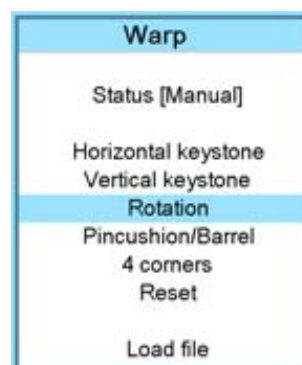 Warp
Status [Manual]
Horizontal keystone
Vertical keystone
Rotation
Pincushion/Barrel
4 corners
Reset
Load file